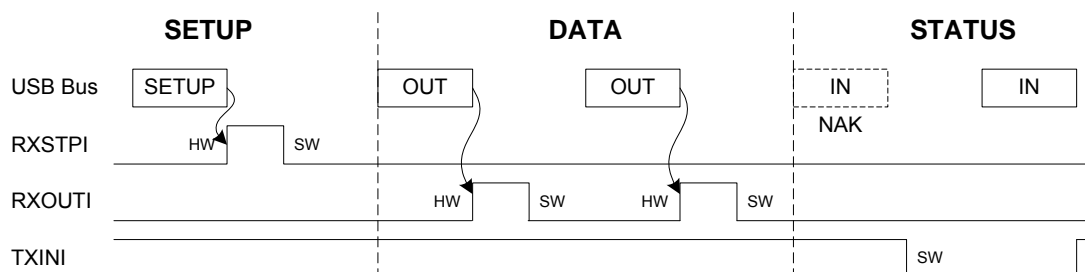 SETUP DATA STATUS
USB Bus SETUP OUT OUT IN IN
NAK
RXSTPI HW SW
RXOUTI HW SW HW SW
TXINI SW